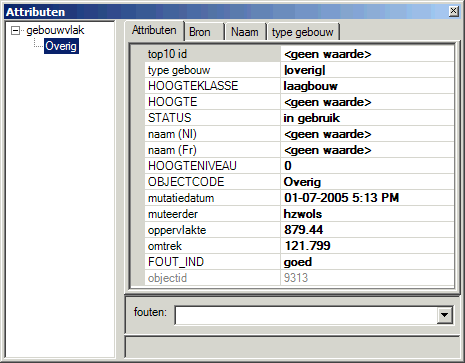 Attributen
gebouwvlak
Overig
Attributen Bron Naam type gebouw
top10 id <geen waarde>
type gebouw |overig|
HOOGTEKLASSE laagbouw
HOOGTE <geen waarde>
STATUS in gebruik
naam (Nl) <geen waarde>
naam (Fr) <geen waarde>
HOOGTENIVEAU 0
OBJECTCODE Overig
mutatiedatum 01-07-2005 5:13 PM
muteerder hzwols
oppervlakte 879.44
omtrek 121.799
FOUT_IND goed
objectid 9313
fouten: